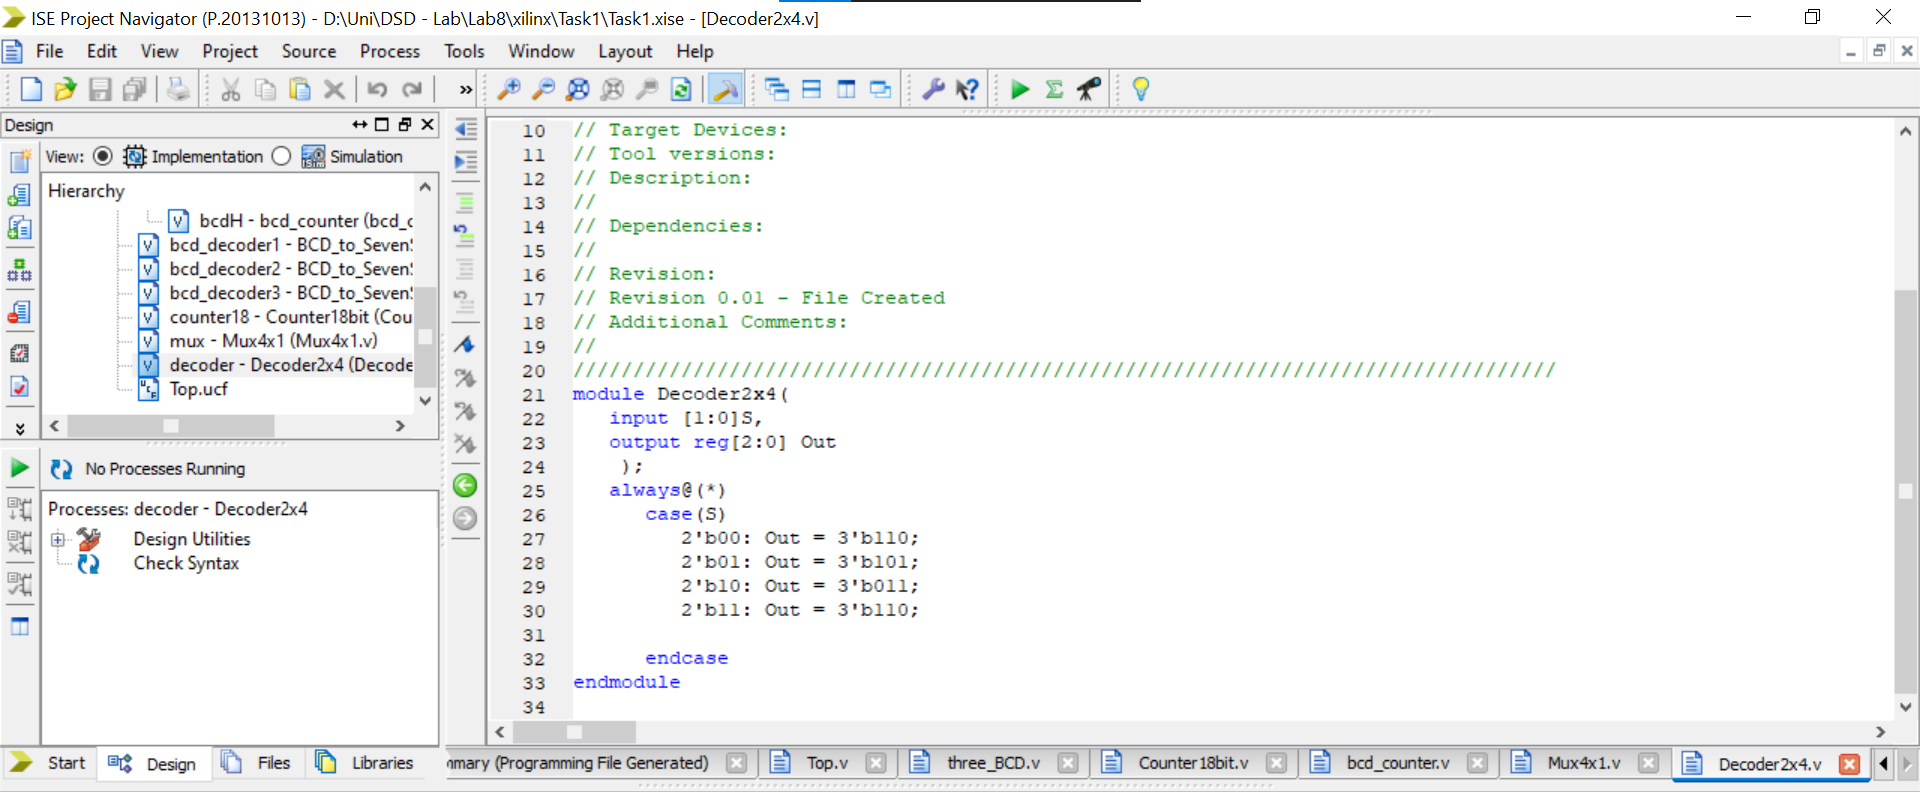 ISE Project Navigator (P.20131013) - D:\Uni\DSD - Lab\Lab8\xilinx\Task1\Task1.xise - [Decoder2x4.v]
File Edit View Project Source Process Tools Window Layout Help
Design
View: Implementation Simulation
Hierarchy
bcdH - bcd_counter (bcd_c
bcd_decoder1 - BCD_to_Seven
bcd_decoder2 - BCD_to_Seven
bcd_decoder3 - BCD_to_Seven
counter18 - Counter18bit (Cou
mux - Mux4x1 (Mux4x1.v)
decoder - Decoder2x4 (Decode
Top.ucf
No Processes Running
Processes: decoder - Decoder2x4
Design Utilities
Check Syntax
10 // Target Devices:
11 // Tool versions:
12 // Description:
13 //
14 // Dependencies:
15 //
16 // Revision:
17 // Revision 0.01 - File Created
18 // Additional Comments:
19 //
20 //////////////////////////////////////////////////////////////////////////////////
21 module Decoder2x4(
22 input [1:0]S,
23 output reg[2:0] Out
24 );
25 always@(*)
26 case(S)
27 2'b00: Out = 3'b110;
28 2'b01: Out = 3'b101;
29 2'b10: Out = 3'b011;
30 2'b11: Out = 3'b110;
31
32 endcase
33 endmodule
34
Start Design Files Libraries
mmary (Programming File Generated) Top.v three_BCD.v Counter18bit.v bcd_counter.v Mux4x1.v Decoder2x4.v